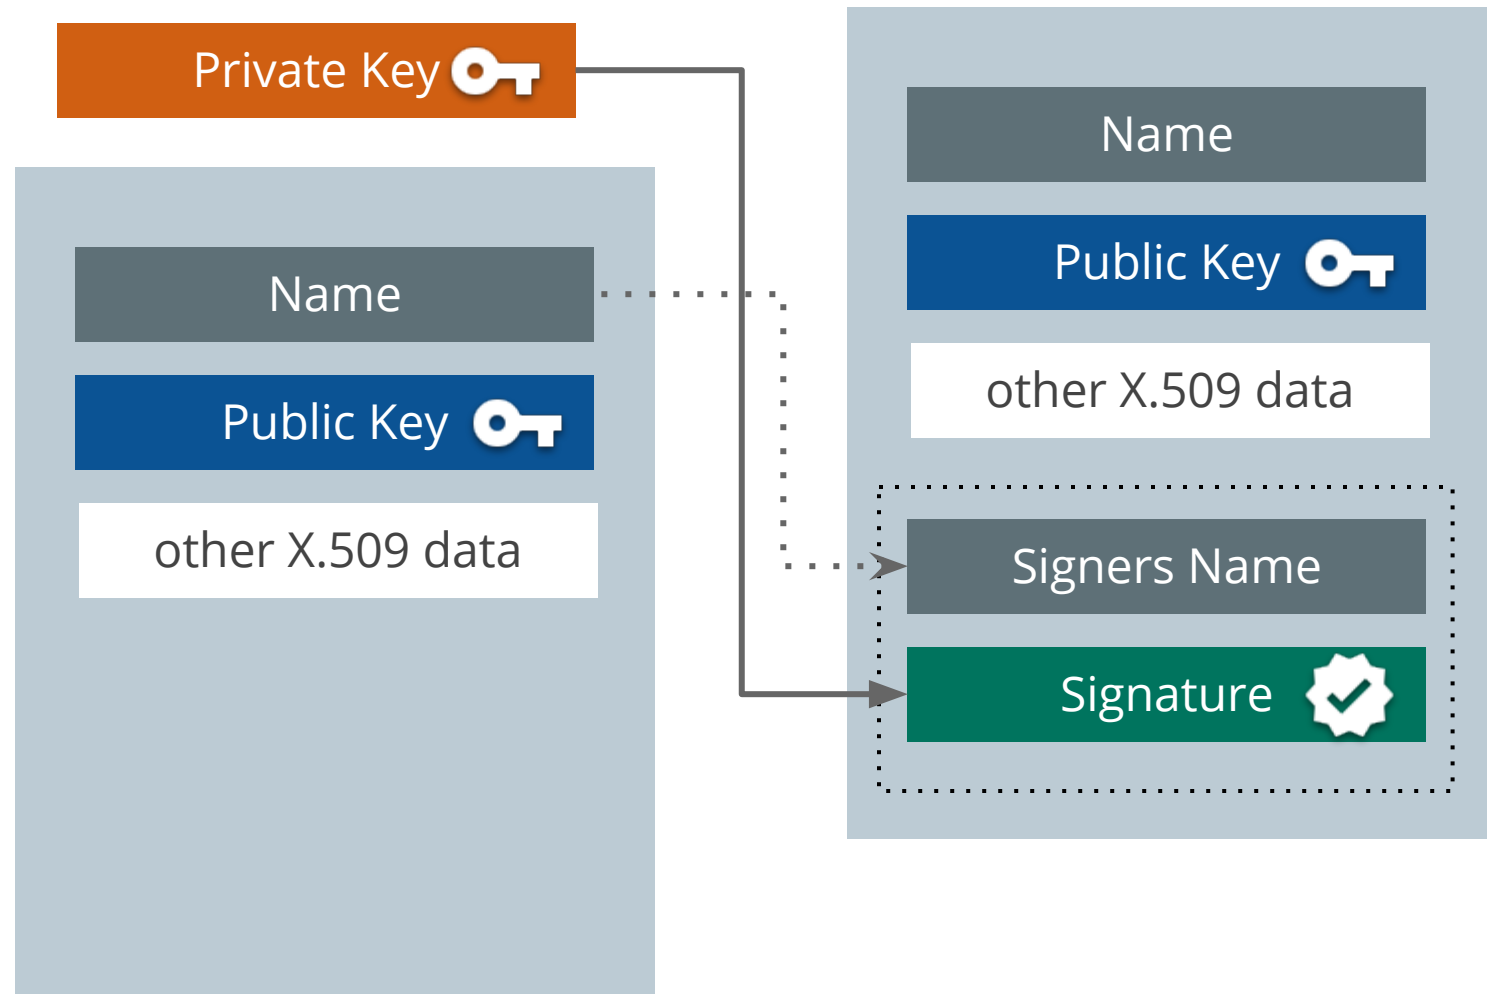 Private Key
Name
Public Key
other X.509 data
Name
Public Key
other X.509 data
Signers Name
Signature